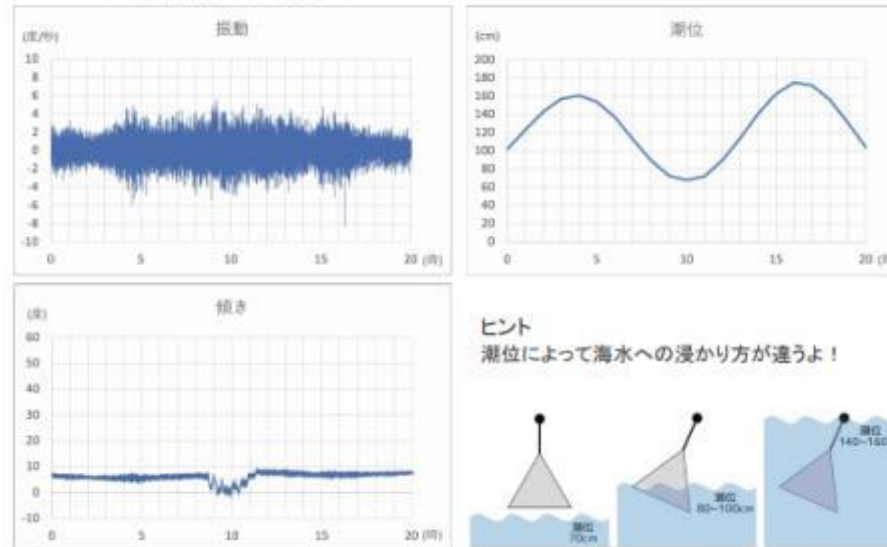 振動
(度/秒)
10
8
6
4
2
0
-2
-4
-6
-8
-10
0 5 10 15 20 (時)
潮位
(cm)
200
180
160
140
120
100
80
60
40
20
0
0 5 10 15 20
傾き
(度)
60
50
40
30
20
10
0
-10
0 5 10 15 20 (時)
ヒント
潮位によって海水への浸かり方が違うよ！
潮位
70cm
潮位
80~100cm
潮位
140~160